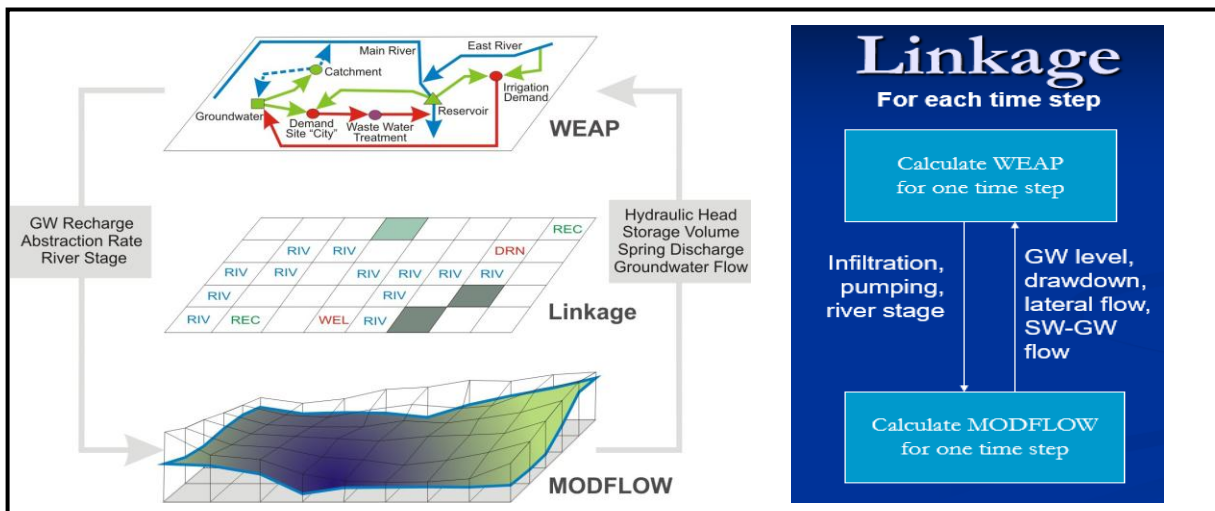 Main River
East River
Catchment
Irrigation
Demand
Groundwater
Reservoir
Demand
Site "City"
Waste Water
Treatment
WEAP
GW Recharge
Abstraction Rate
River Stage
Hydraulic Head
Storage Volume
Spring Discharge
Groundwater Flow
REC
RIV RIV DRN
RIV RIV RIV RIV RIV RIV
RIV RIV
RIV REC WEL RIV
Linkage
MODFLOW
Linkage
For each time step
Calculate WEAP
for one time step
Infiltration,
pumping,
river stage
GW level,
drawdown,
lateral flow,
SW-GW
flow
Calculate MODFLOW
for one time step